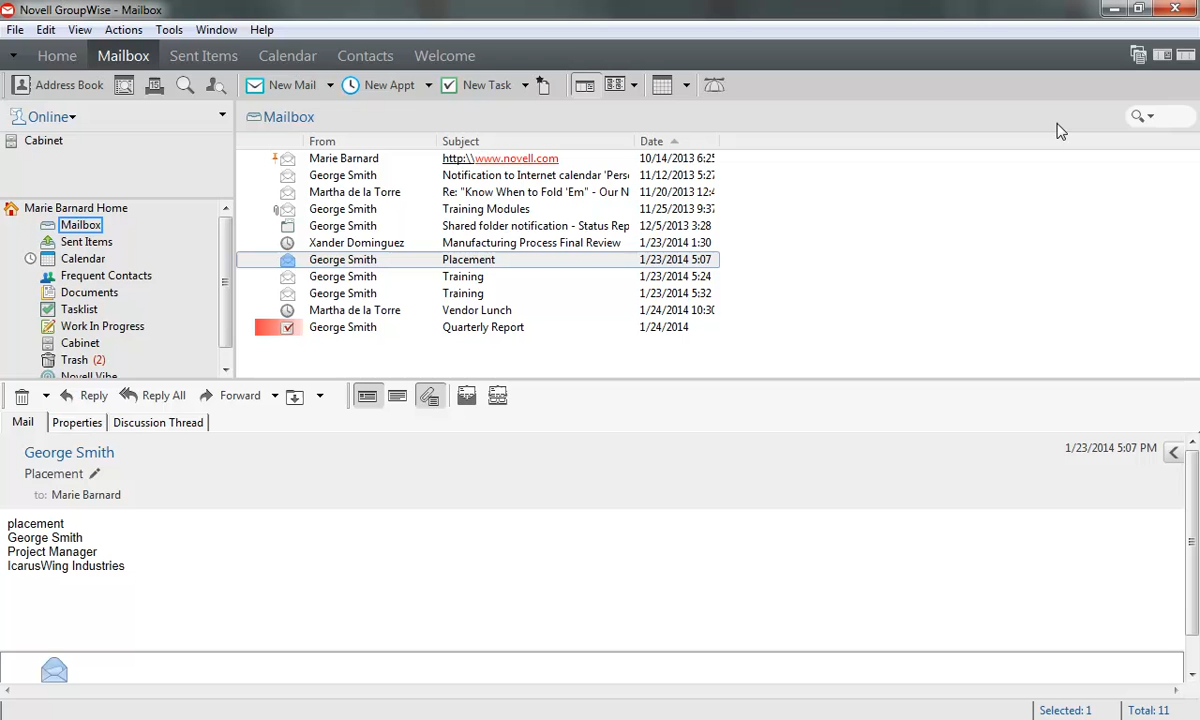 Novell GroupWise - Mailbox
File Edit View Actions Tools Window Help
Home Mailbox Sent Items Calendar Contacts Welcome
Address Book New Mail New Appt New Task
Online
Mailbox
Cabinet
From Subject Date
Marie Barnard http:\\www.novell.com 10/14/2013 6:25
George Smith Notification to Internet calendar 'Pers 11/12/2013 5:27
Martha de la Torre Re: "Know When to Fold 'Em" - Our N 11/20/2013 12:4
George Smith Training Modules 11/25/2013 9:37
George Smith Shared folder notification - Status Rep 12/5/2013 3:28
Xander Dominguez Manufacturing Process Final Review 1/23/2014 1:30
George Smith Placement 1/23/2014 5:07
George Smith Training 1/23/2014 5:24
George Smith Training 1/23/2014 5:32
Martha de la Torre Vendor Lunch 1/24/2014 10:30
George Smith Quarterly Report 1/24/2014
Marie Barnard Home
Mailbox
Sent Items
Calendar
Frequent Contacts
Documents
Tasklist
Work In Progress
Cabinet
Trash (2)
Novell Vibe
Reply Reply All Forward
Mail Properties Discussion Thread
George Smith 1/23/2014 5:07 PM
Placement
to: Marie Barnard
placement
George Smith
Project Manager
IcarusWing Industries
Selected: 1 Total: 11